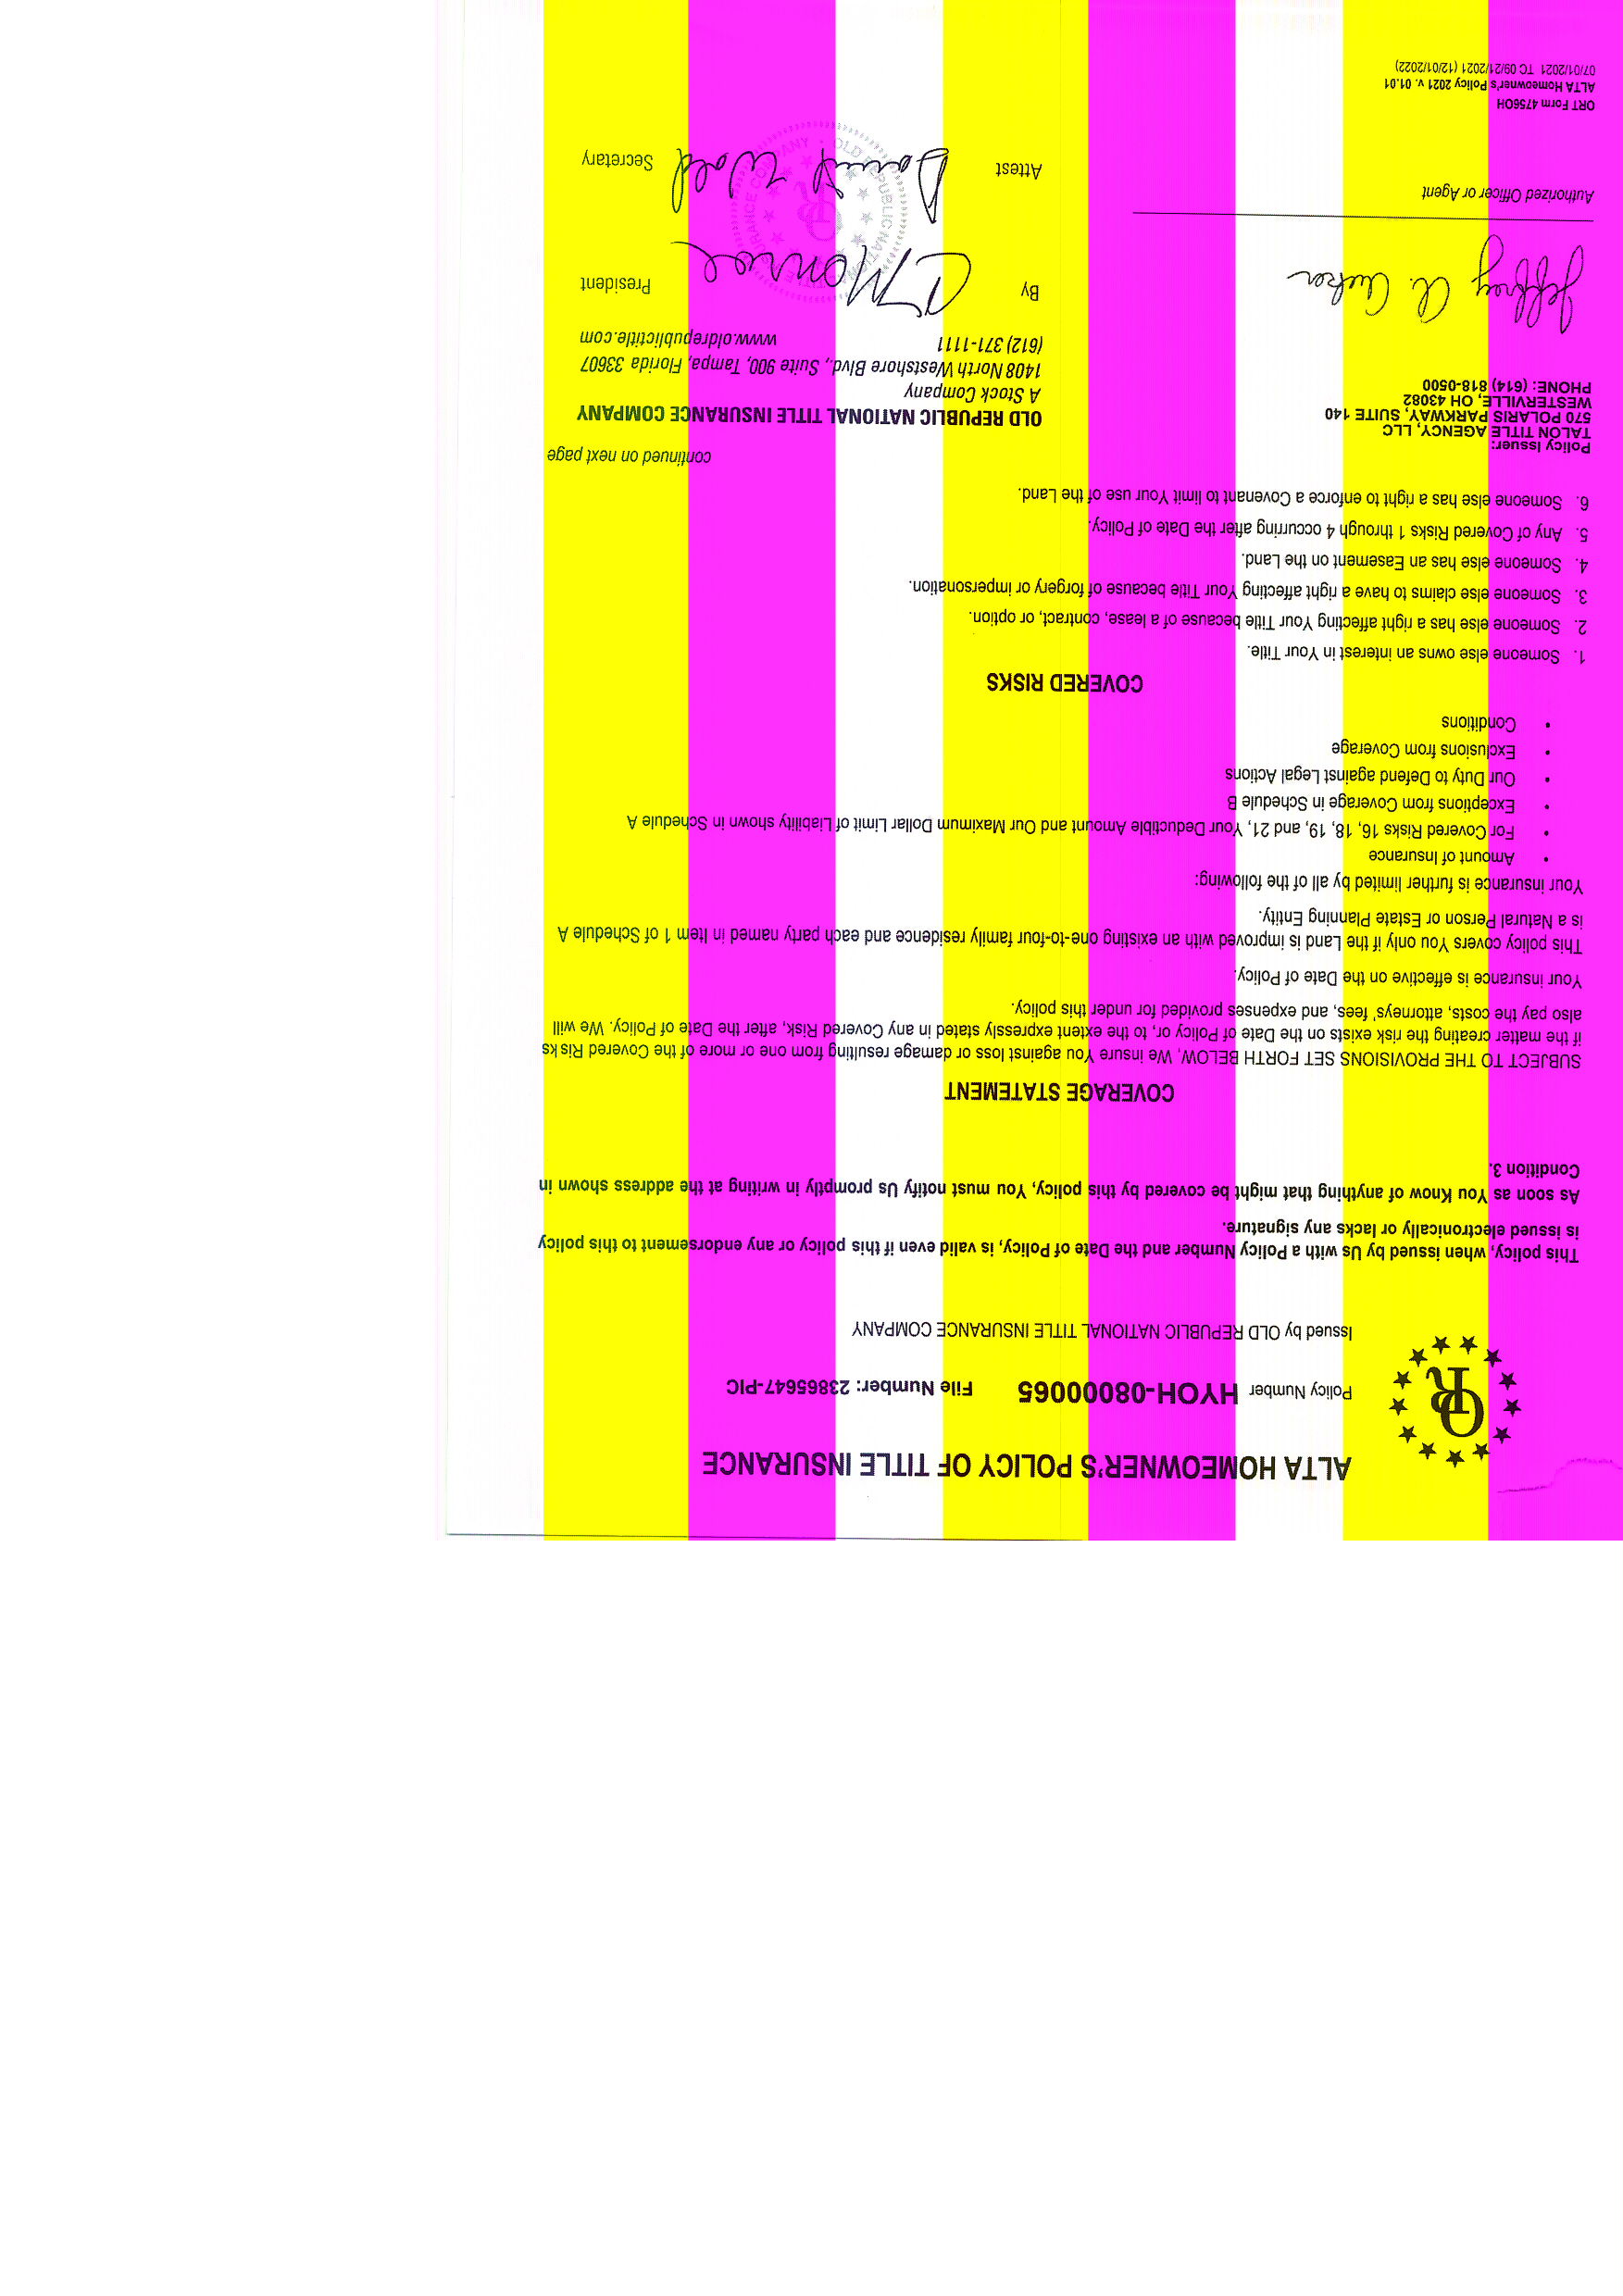 ALTA HOMEOWNER'S POLICY OF TITLE INSURANCE
Policy Number HYOH-08000065 File Number: 23865647-PIC
Issued by OLD REPUBLIC NATIONAL TITLE INSURANCE COMPANY
This policy, when issued by Us with a Policy Number and the Date of Policy, is valid even if this policy or any endorsement to this policy
is issued electronically or lacks any signature.
As soon as You Know of anything that might be covered by this policy, You must notify Us promptly in writing at the address shown in
Condition 3.
COVERAGE STATEMENT
SUBJECT TO THE PROVISIONS SET FORTH BELOW, We insure You against loss or damage resulting from one or more of the Covered Risks
if the matter creating the risk exists on the Date of Policy or, to the extent expressly stated in any Covered Risk, after the Date of Policy. We will
also pay the costs, attorneys' fees, and expenses provided for under this policy.
Your insurance is effective on the Date of Policy.
This policy covers You only if the Land is improved with an existing one-to-four family residence and each party named in Item 1 of Schedule A
is a Natural Person or Estate Planning Entity.
Your insurance is further limited by all of the following:
• Amount of Insurance
• For Covered Risks 16, 18, 19, and 21, Your Deductible Amount and Our Maximum Dollar Limit of Liability shown in Schedule A
• Exceptions from Coverage in Schedule B
• Our Duty to Defend against Legal Actions
• Exclusions from Coverage
• Conditions
COVERED RISKS
1. Someone else owns an interest in Your Title.
2. Someone else has a right affecting Your Title because of a lease, contract, or option.
3. Someone else claims to have a right affecting Your Title because of forgery or impersonation.
4. Someone else has an Easement on the Land.
5. Any of Covered Risks 1 through 4 occurring after the Date of Policy.
6. Someone else has a right to enforce a Covenant to limit Your use of the Land.
continued on next page
Policy Issuer:
TALON TITLE AGENCY, LLC
570 POLARIS PARKWAY, SUITE 140
WESTERVILLE, OH 43082
PHONE: (614) 818-0500
Jeffrey A. Auker
Authorized Officer or Agent
OLD REPUBLIC NATIONAL TITLE INSURANCE COMPANY
A Stock Company
1408 North Westshore Blvd., Suite 900, Tampa, Florida 33607
(612) 371-1111 www.oldrepublictitle.com
By C Monroe President
Attest David Wold Secretary
OLD REPUBLIC NATIONAL TITLE INSURANCE COMPANY
ORT Form 4756OH
ALTA Homeowner's Policy 2021 v. 01.01
07/01/2021 TC 09/21/2021 (12/01/2022)